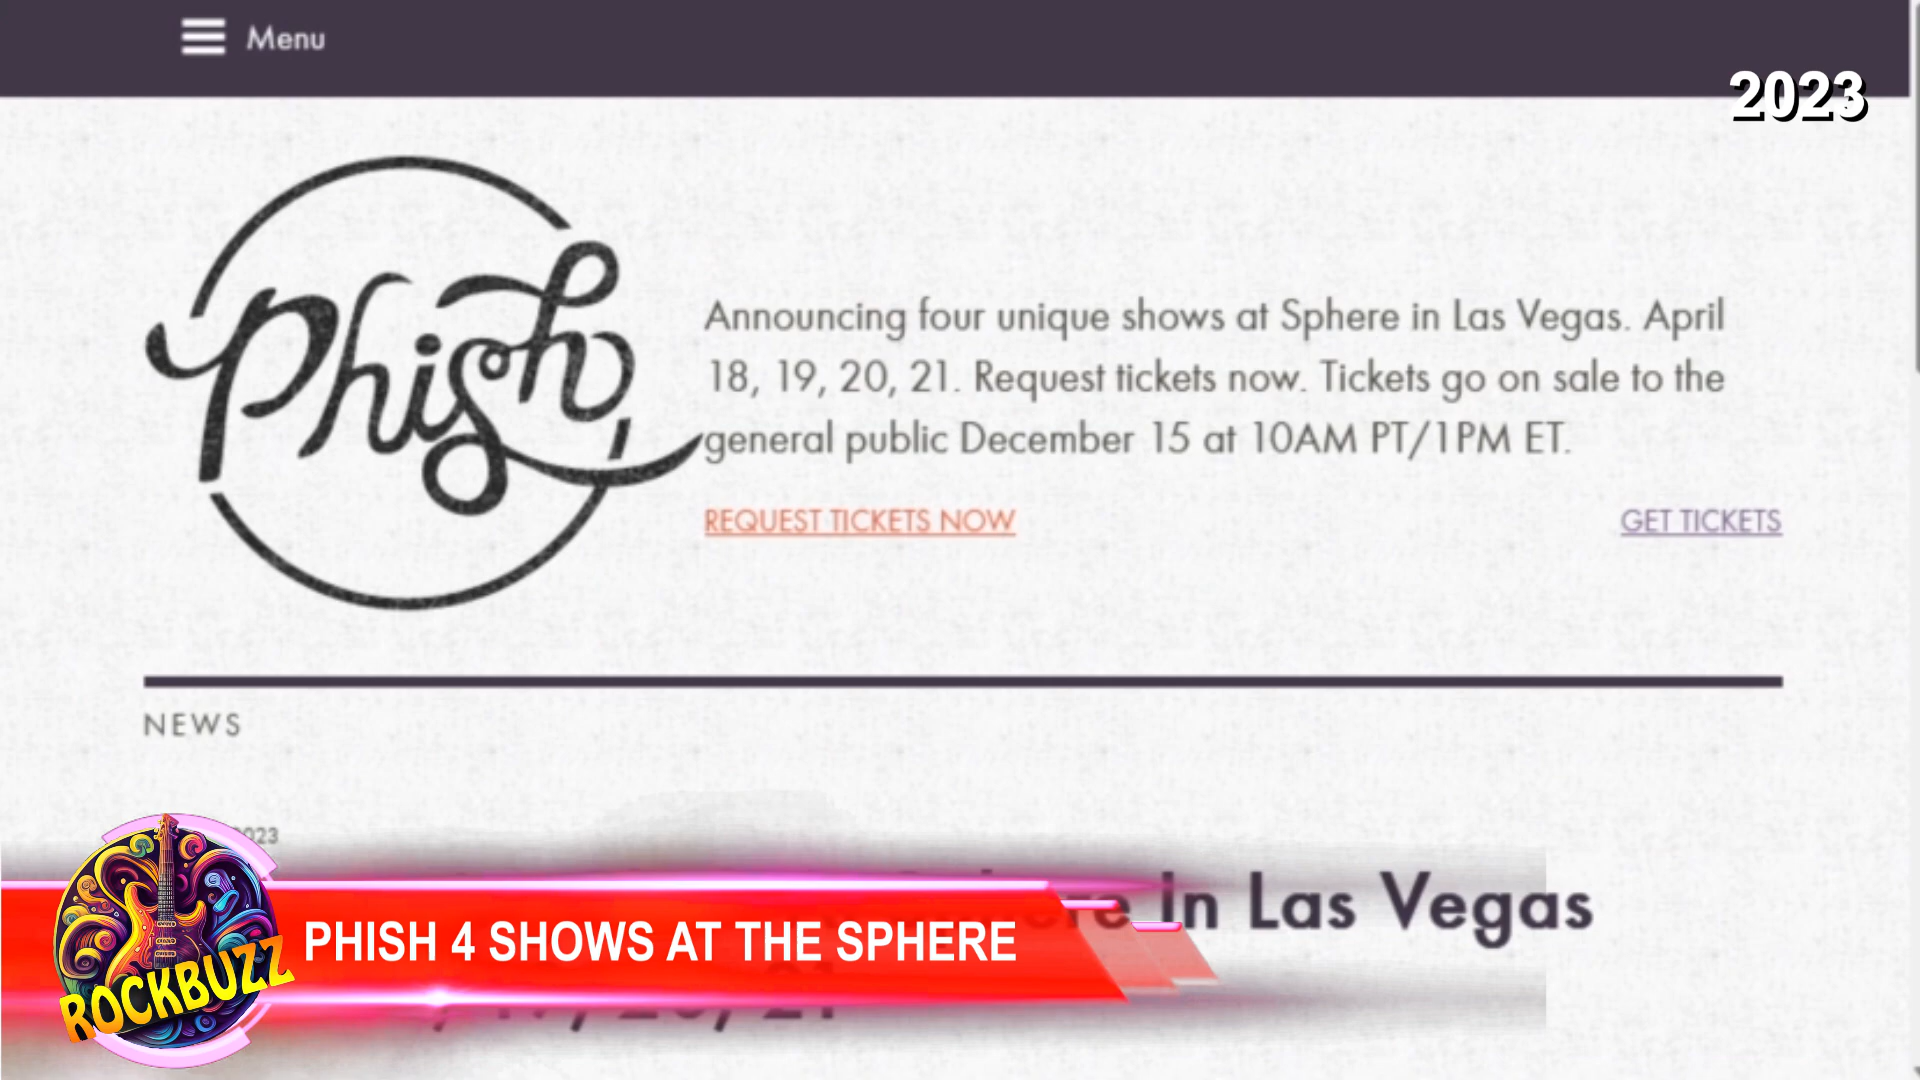 Menu
2023
Phish
Announcing four unique shows at Sphere in Las Vegas. April
18, 19, 20, 21. Request tickets now. Tickets go on sale to the
general public December 15 at 10AM PT/1PM ET.
REQUEST TICKETS NOW
GET TICKETS
NEWS
2023
in Las Vegas
PHISH 4 SHOWS AT THE SPHERE
ROCKBUZZ